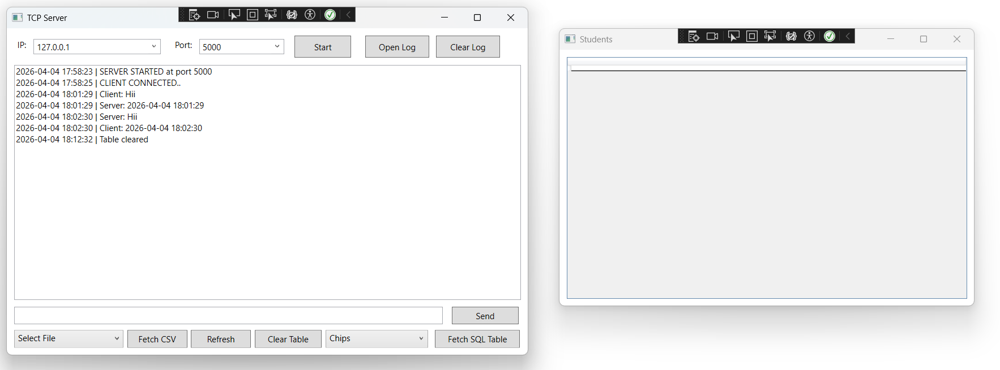 TCP Server
IP: 127.0.0.1 Port: 5000 Start Open Log Clear Log
2026-04-04 17:58:23 | SERVER STARTED at port 5000
2026-04-04 17:58:25 | CLIENT CONNECTED..
2026-04-04 18:01:29 | Client: Hii
2026-04-04 18:01:29 | Server: 2026-04-04 18:01:29
2026-04-04 18:02:30 | Server: Hii
2026-04-04 18:02:30 | Client: 2026-04-04 18:02:30
2026-04-04 18:12:32 | Table cleared
Send
Select File Fetch CSV Refresh Clear Table Chips Fetch SQL Table
Students